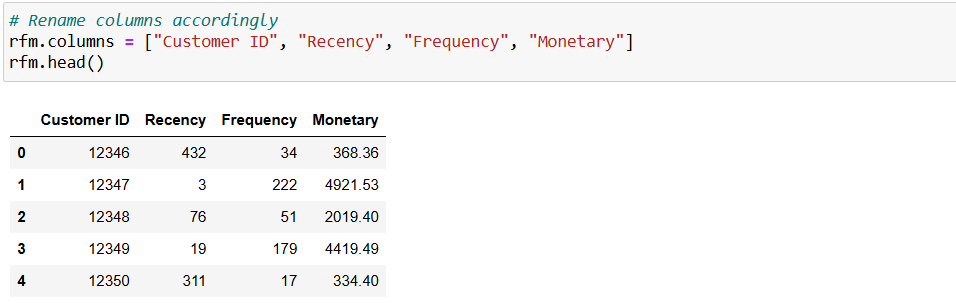 # Rename columns accordingly
rfm.columns = ["Customer ID", "Recency", "Frequency", "Monetary"]
rfm.head()
Customer ID Recency Frequency Monetary
0 12346 432 34 368.36
1 12347 3 222 4921.53
2 12348 76 51 2019.40
3 12349 19 179 4419.49
4 12350 311 17 334.40